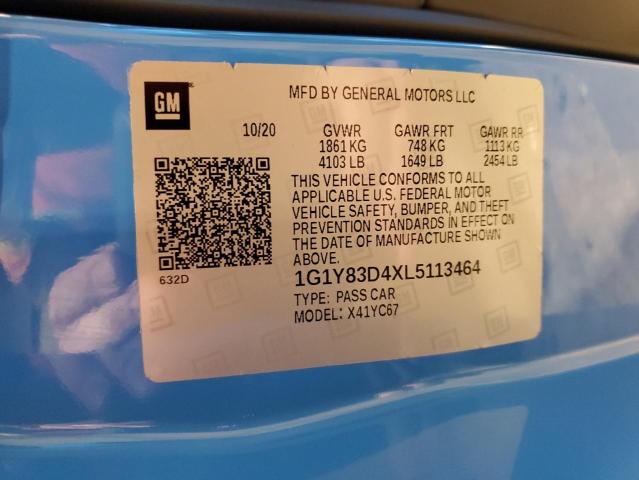 GM
MFD BY GENERAL MOTORS LLC
10/20 GVWR GAWR FRT GAWR RR
1861 KG 748 KG 1113 KG
4103 LB 1649 LB 2454 LB
THIS VEHICLE CONFORMS TO ALL
APPLICABLE U.S. FEDERAL MOTOR
VEHICLE SAFETY, BUMPER, AND THEFT
PREVENTION STANDARDS IN EFFECT ON
THE DATE OF MANUFACTURE SHOWN
ABOVE.
632D
1G1Y83D4XL5113464
TYPE: PASS CAR
MODEL: X41YC67